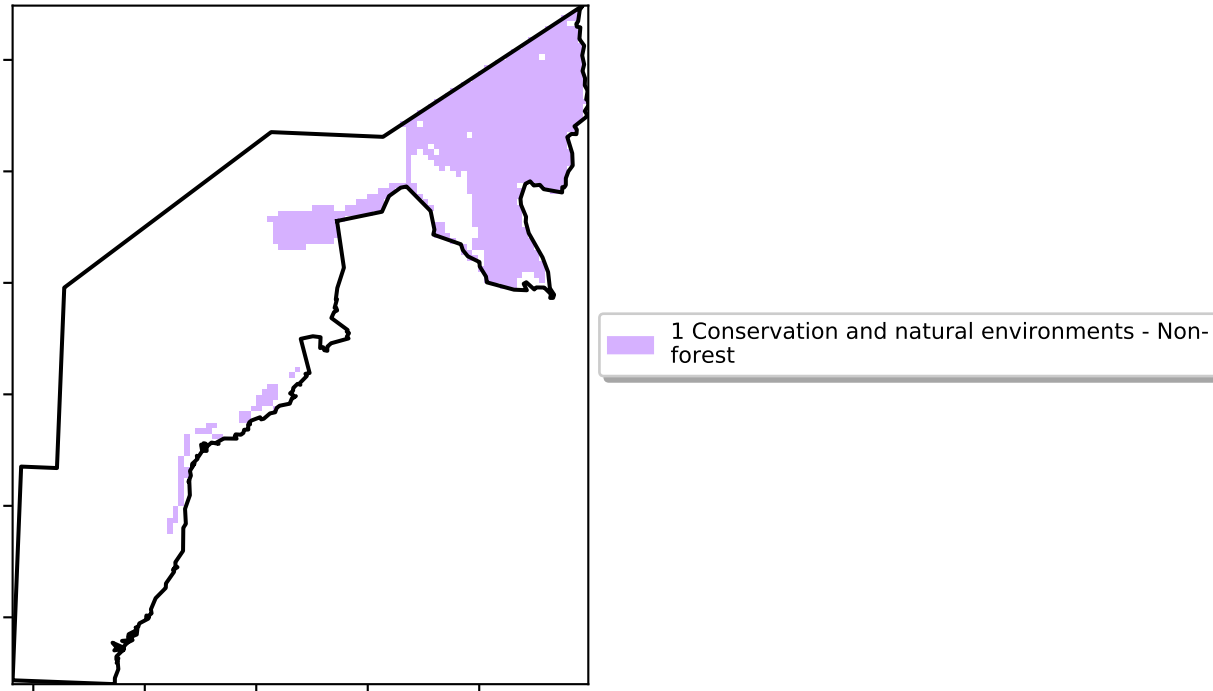 1 Conservation and natural environments - Non-
forest